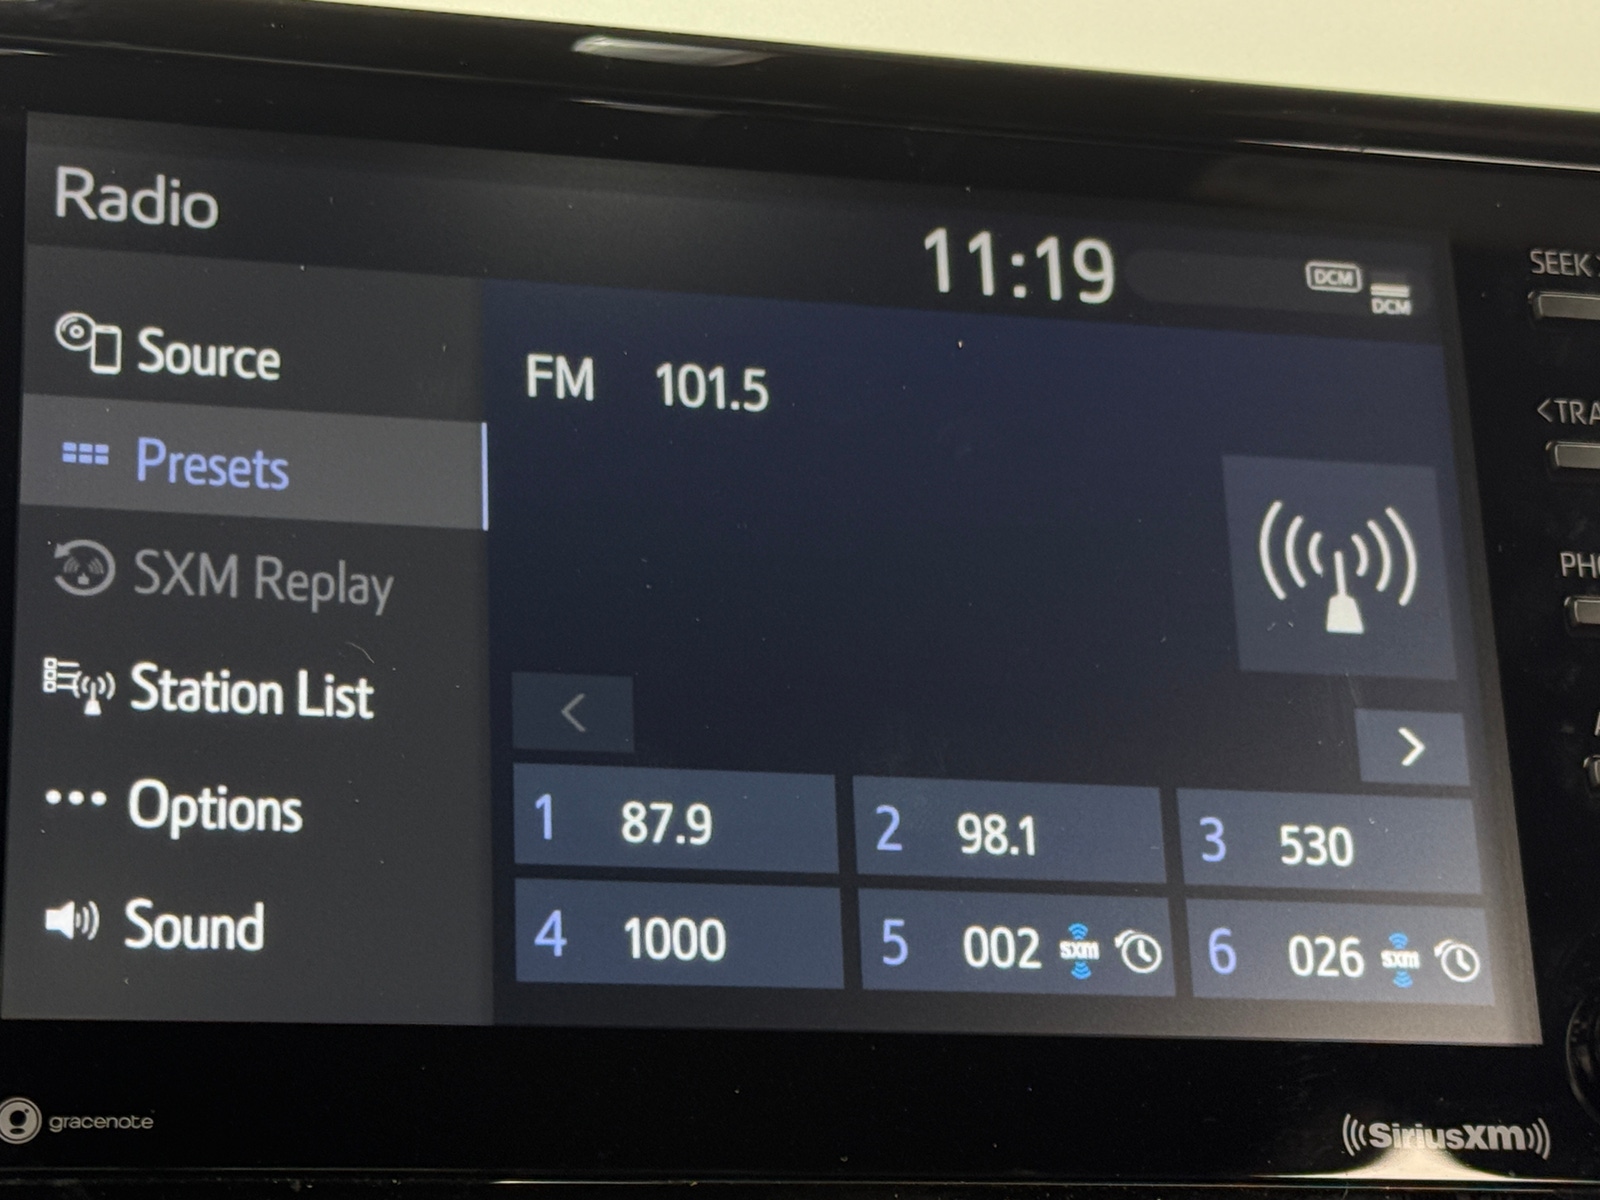 Radio
11:19
DCM
DCM
Source
Presets
SXM Replay
Station List
Options
Sound
FM 101.5
<
>
1 87.9
2 98.1
3 530
4 1000
5 002 sxm
6 026 sxm
SEEK
<TRA
PHO
gracenote
SiriusXM